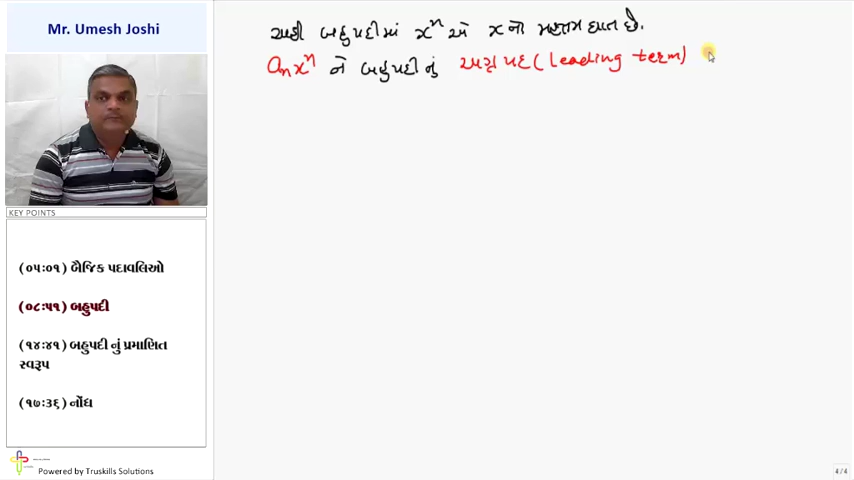 Mr. Umesh Joshi
KEY POINTS
(૦૫:૦૧) બૈજિક પદાવલિઓ
(૦૮:૫૧) બહુપદી
(૧૪:૪૧) બહુપદી નું પ્રમાણિત
સ્વરૂપ
(૧૭:૩૬) નોંધ
Powered by Truskills Solutions
અહીં બહુપદીમાં xⁿ એ x નો મહત્તમ ઘાત છે.
aₙxⁿ ને બહુપદીનું અગ્રપદ (leading term)
4/4